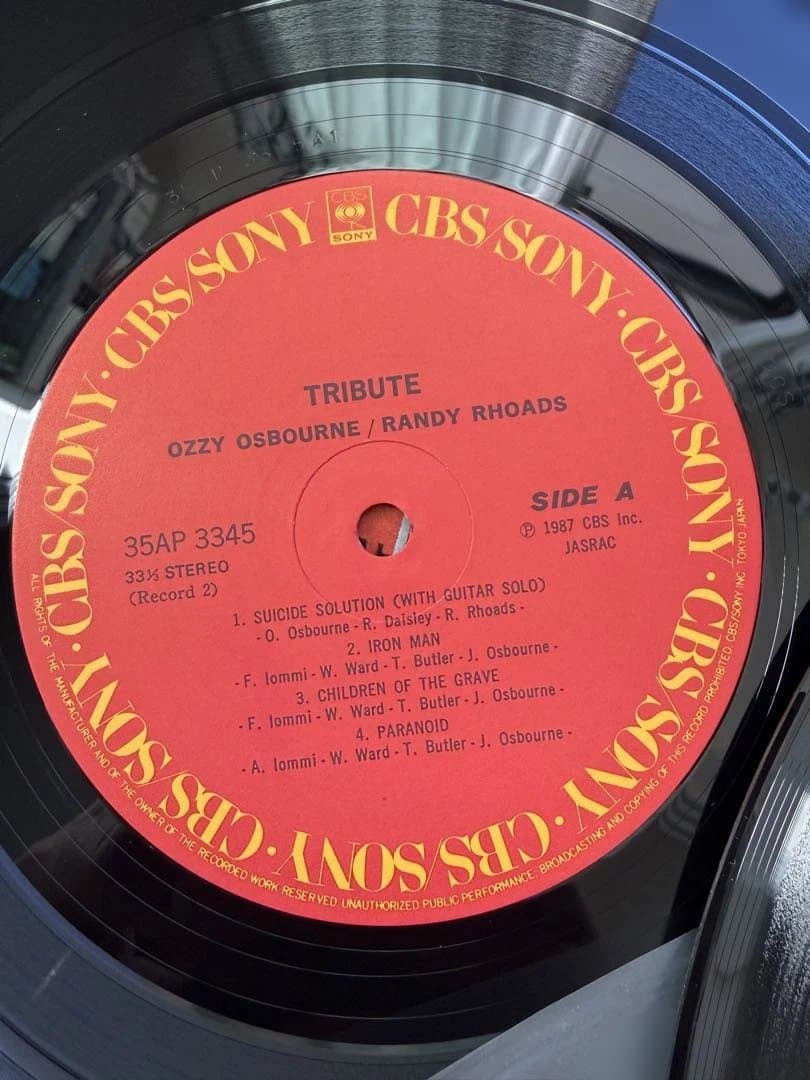 CBS/SONY · CBS/SONY · CBS/SONY · CBS/SONY · CBS/SONY · CBS/SONY · CBS/SONY · CBS/SONY · CBS/SONY
CBS
SONY
TRIBUTE
OZZY OSBOURNE / RANDY RHOADS
SIDE A
35AP 3345
Ⓟ 1987 CBS Inc.
33⅓ STEREO
JASRAC
(Record 2)
1. SUICIDE SOLUTION (WITH GUITAR SOLO)
- O. Osbourne - R. Daisley - R. Rhoads -
2. IRON MAN
- F. Iommi - W. Ward - T. Butler - J. Osbourne -
3. CHILDREN OF THE GRAVE
- F. Iommi - W. Ward - T. Butler - J. Osbourne -
4. PARANOID
- A. Iommi - W. Ward - T. Butler - J. Osbourne -
ALL RIGHTS OF THE MANUFACTURER AND OF THE OWNER OF THE RECORDED WORK RESERVED UNAUTHORIZED PUBLIC PERFORMANCE, BROADCASTING AND COPYING OF THIS RECORD PROHIBITED CBS/SONY INC. TOKYO JAPAN